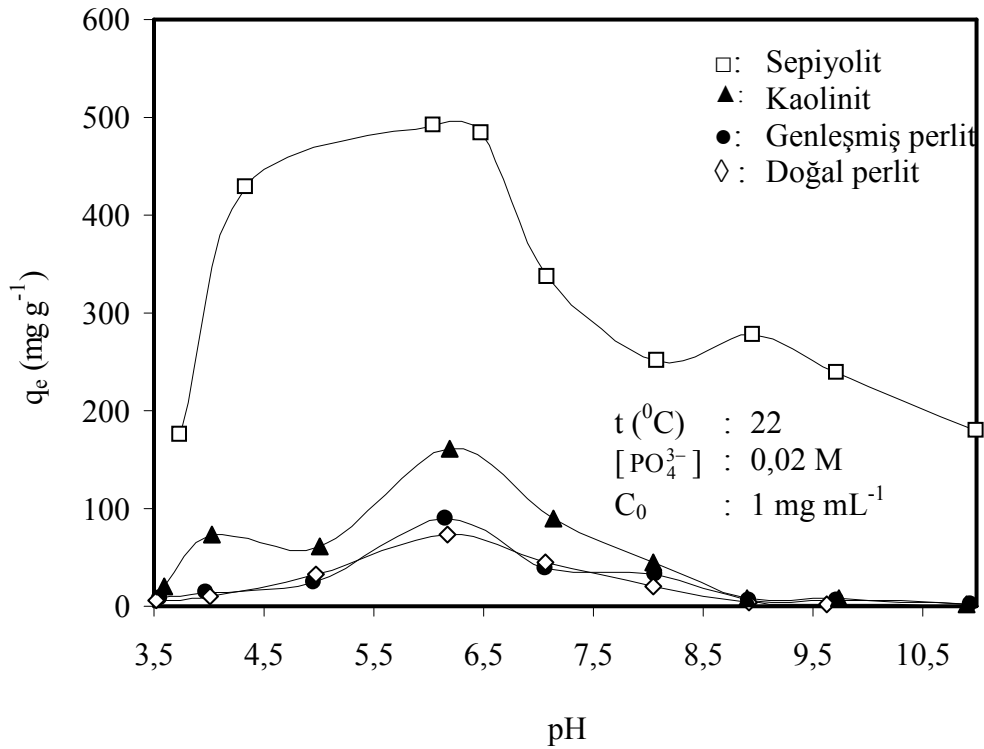 600
500
400
300
200
100
0
qₑ (mg g⁻¹)
□: Sepiyolit
▲: Kaolinit
●: Genleşmiş perlit
◇: Doğal perlit
t (⁰C) : 22
[PO₄³⁻] : 0,02 M
C₀ : 1 mg mL⁻¹
3,5 4,5 5,5 6,5 7,5 8,5 9,5 10,5
pH